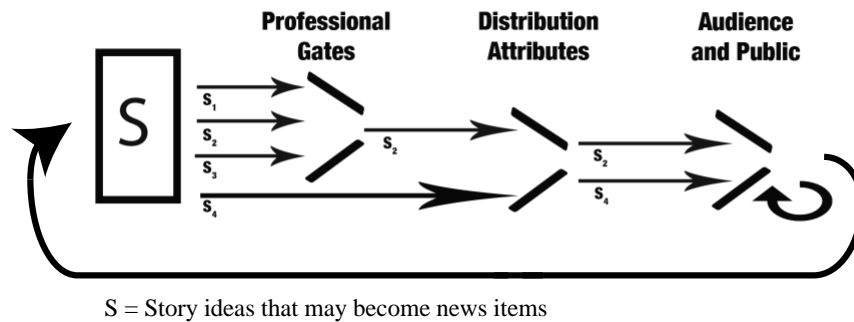 Professional
Gates
Distribution
Attributes
Audience
and Public
S
S₁
S₂
S₃
S₄
S₂
S₂
S₄
S = Story ideas that may become news items